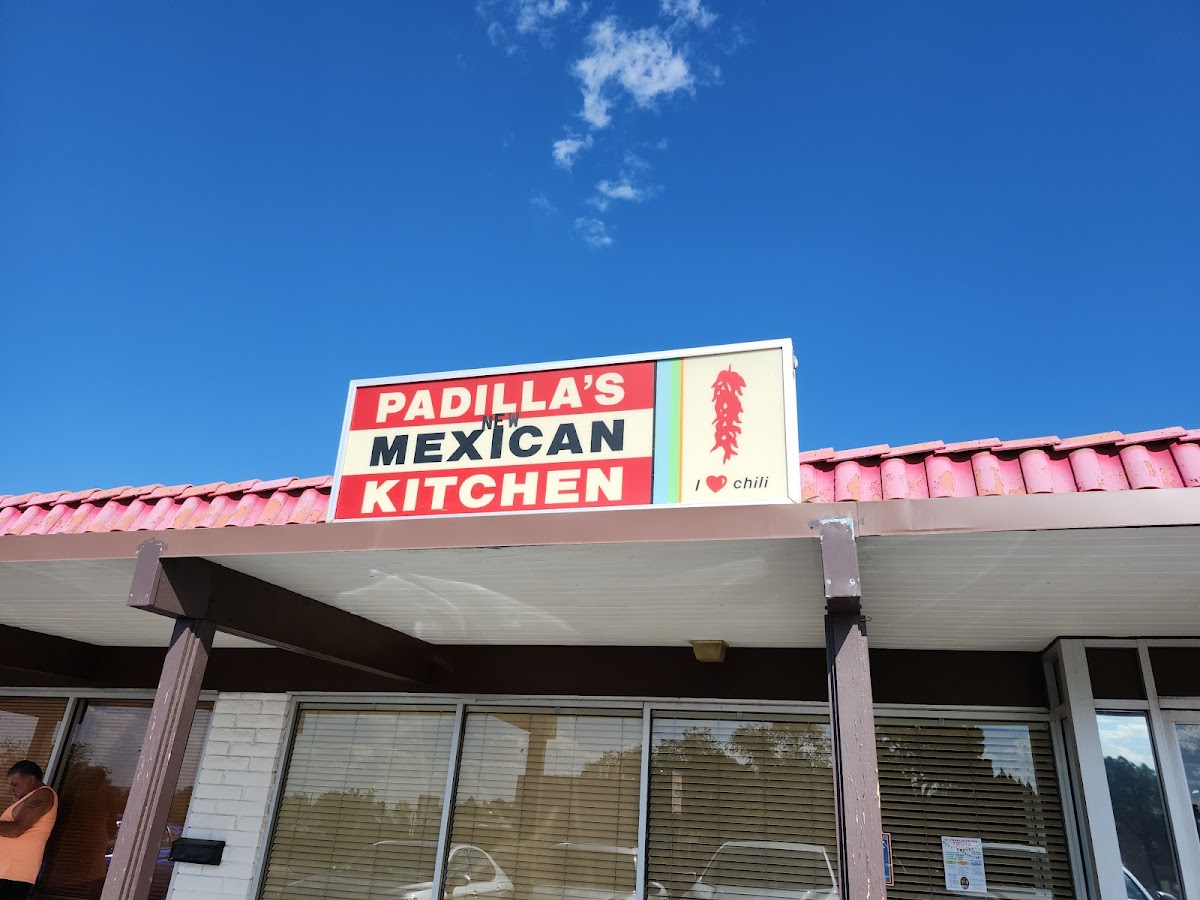 PADILLA'S
NEW
MEXICAN
KITCHEN
I ❤ chili